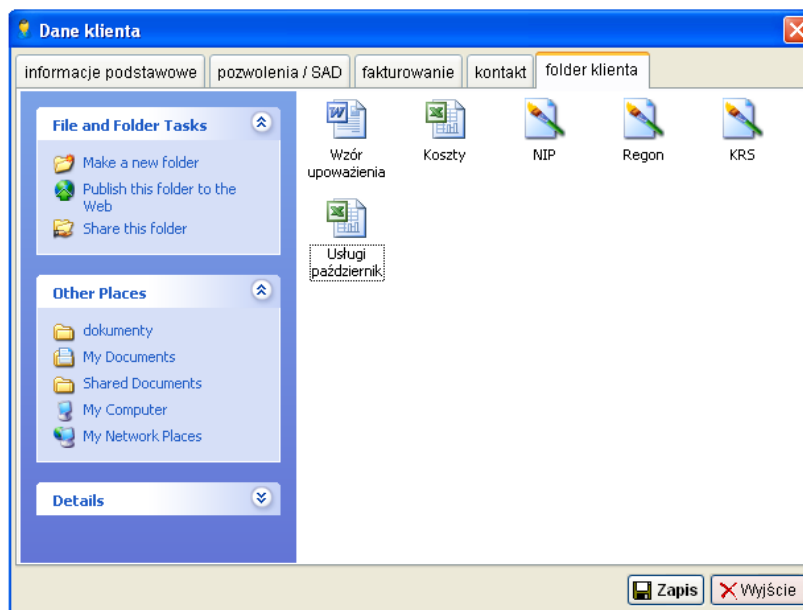 Dane klienta
informacje podstawowe
pozwolenia / SAD
fakturowanie
kontakt
folder klienta
File and Folder Tasks
Make a new folder
Publish this folder to the
Web
Share this folder
Other Places
dokumenty
My Documents
Shared Documents
My Computer
My Network Places
Details
Wzór
upoważienia
Koszty
NIP
Regon
KRS
Usługi
październik
Zapis
Wyjście